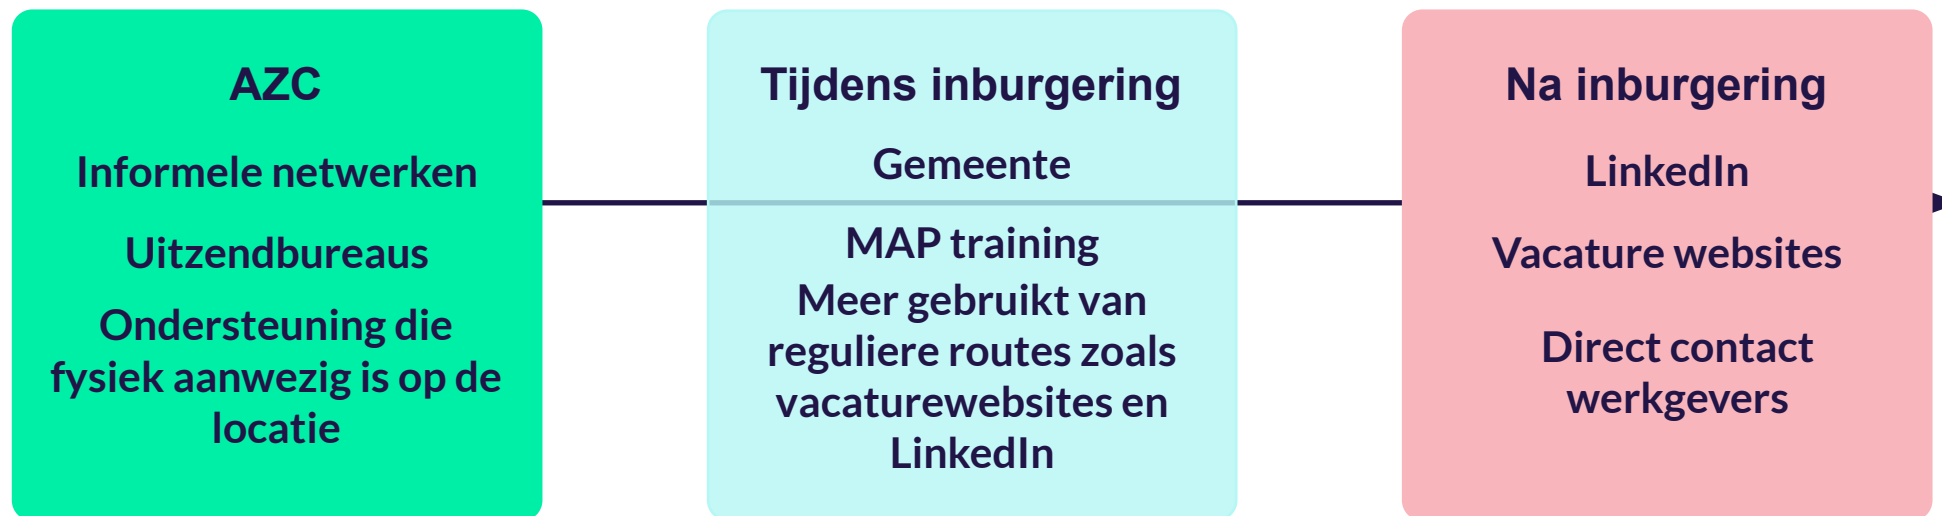 AZC
Informele netwerken
Uitzendbureaus
Ondersteuning die
fysiek aanwezig is op de
locatie
Tijdens inburgering
Gemeente
MAP training
Meer gebruikt van
reguliere routes zoals
vacaturewebsites en
LinkedIn
Na inburgering
LinkedIn
Vacature websites
Direct contact
werkgevers